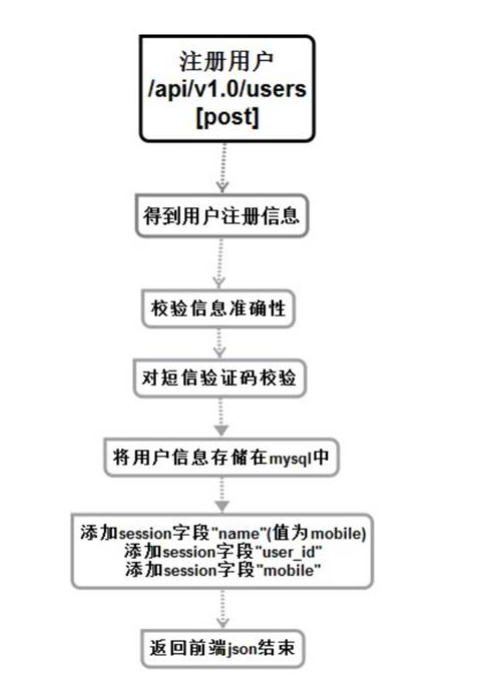 注册用户
/api/v1.0/users
[post]
得到用户注册信息
校验信息准确性
对短信验证码校验
将用户信息存储在mysql中
添加session字段"name"(值为mobile)
添加session字段"user_id"
添加session字段"mobile"
返回前端json结束